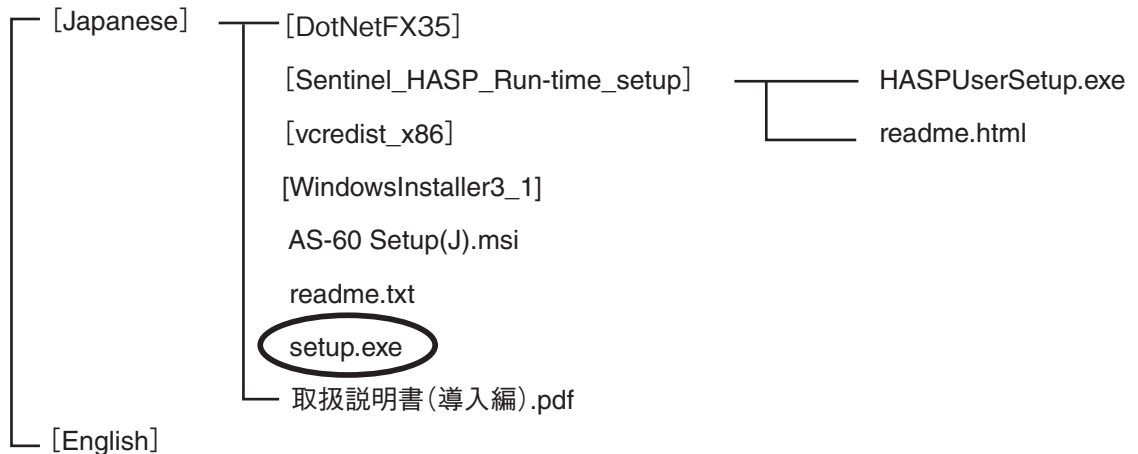 ［Japanese］
［DotNetFX35］
［Sentinel_HASP_Run-time_setup］
HASPUserSetup.exe
readme.html
［vcredist_x86］
[WindowsInstaller3_1]
AS-60 Setup(J).msi
readme.txt
setup.exe
取扱説明書（導入編）.pdf
［English］